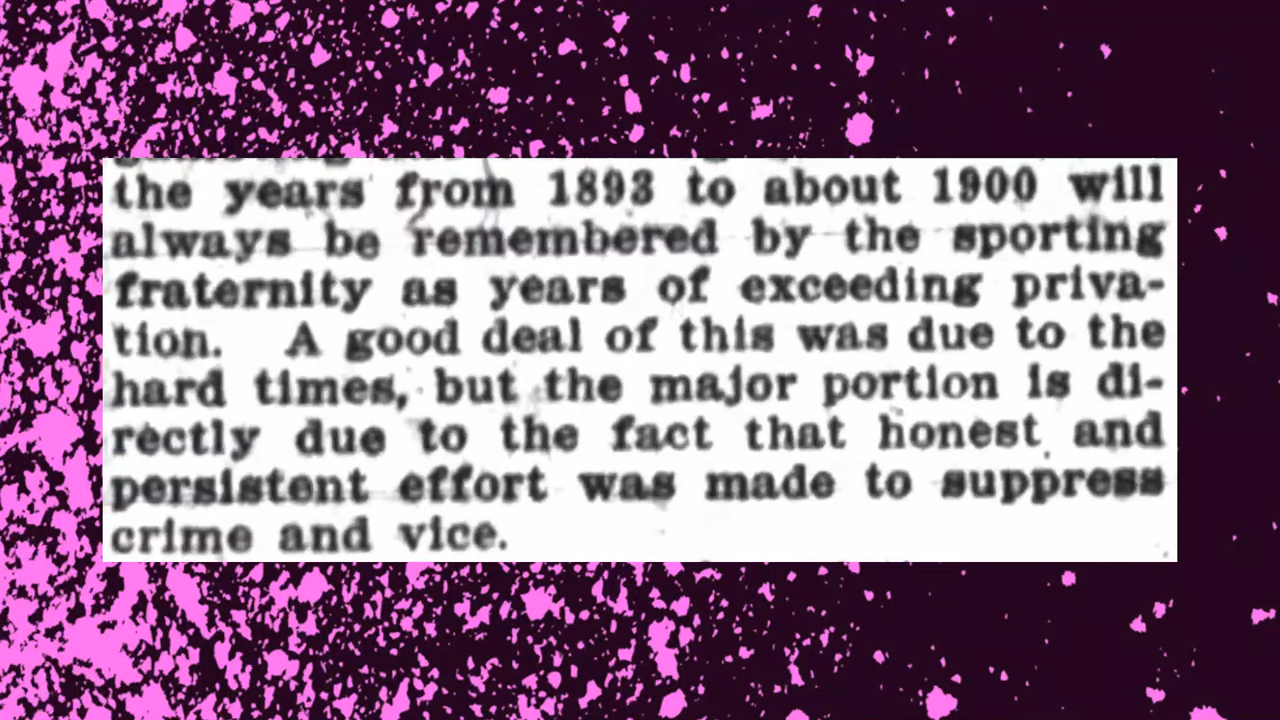 the years from 1893 to about 1900 will
always be remembered by the sporting
fraternity as years of exceeding priva-
tion. A good deal of this was due to the
hard times, but the major portion is di-
rectly due to the fact that honest and
persistent effort was made to suppress
crime and vice.